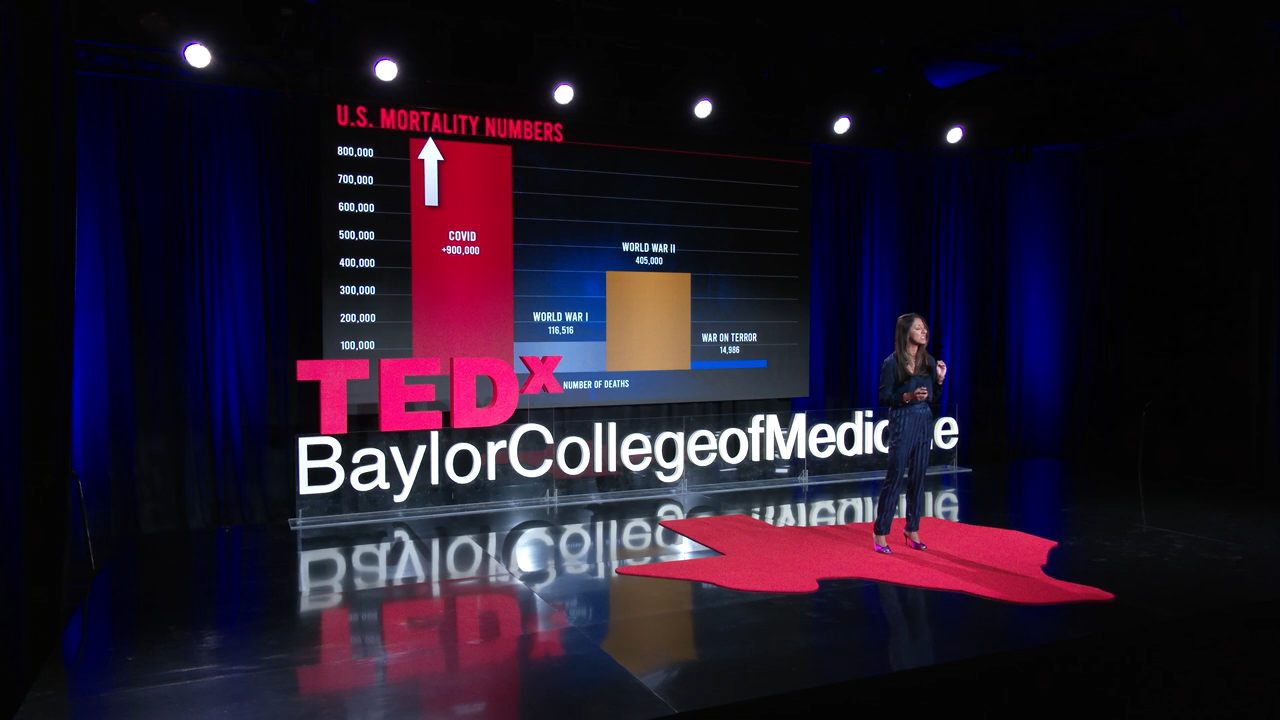 U.S. MORTALITY NUMBERS
800,000
700,000
600,000
500,000
400,000
300,000
200,000
100,000
COVID
+900,000
WORLD WAR I
116,516
WORLD WAR II
405,000
WAR ON TERROR
14,986
NUMBER OF DEATHS
TEDx
BaylorCollegeofMedicine